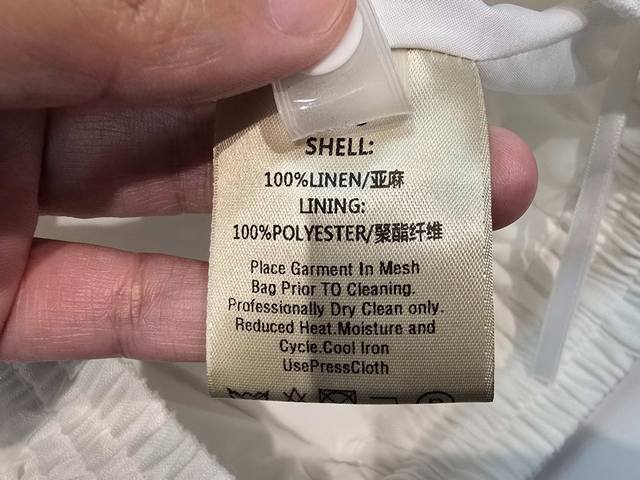 SHELL:
100%LINEN/亚麻
LINING:
100%POLYESTER/聚酯纤维
Place Garment In Mesh
Bag Prior TO Cleaning.
Professionally Dry Clean only.
Reduced Heat.Moisture and
Cycle.Cool Iron
UsePressCloth